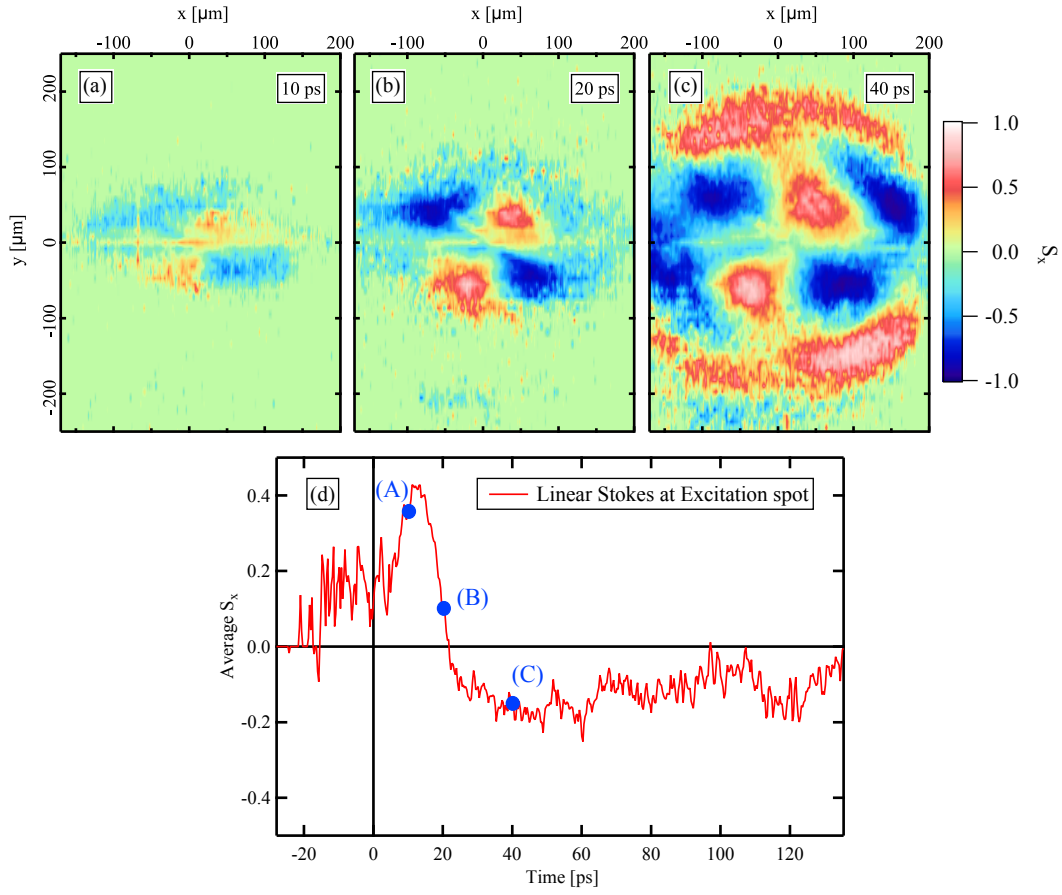 x [µm]
x [µm]
x [µm]
-100 0 100 200
-100 0 100 200
-100 0 100 200
(a) 10 ps
(b) 20 ps
(c) 40 ps
y [µm]
200
100
0
-100
-200
1.0
0.5
0.0
-0.5
-1.0
Sx
(d)
Linear Stokes at Excitation spot
(A)
(B)
(C)
Average Sx
0.4
0.2
0.0
-0.2
-0.4
-20 0 20 40 60 80 100 120
Time [ps]